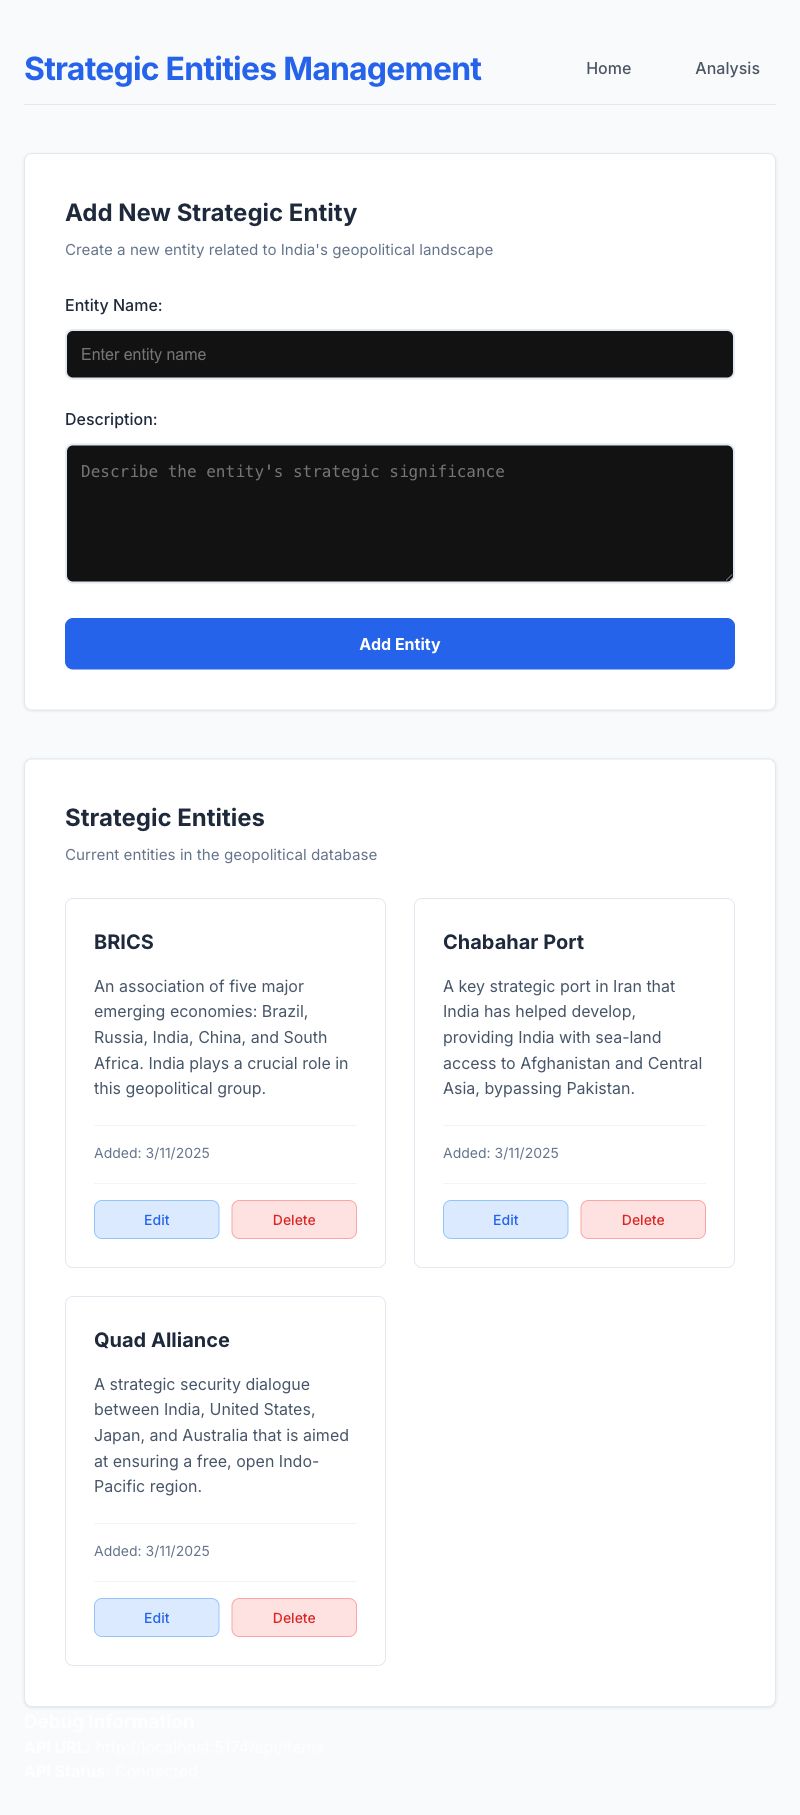 Strategic Entities Management
Home
Analysis
Add New Strategic Entity
Create a new entity related to India's geopolitical landscape
Entity Name:
Enter entity name
Description:
Describe the entity's strategic significance
Add Entity
Strategic Entities
Current entities in the geopolitical database
BRICS
An association of five major
emerging economies: Brazil,
Russia, India, China, and South
Africa. India plays a crucial role in
this geopolitical group.
Added: 3/11/2025
Edit
Delete
Chabahar Port
A key strategic port in Iran that
India has helped develop,
providing India with sea-land
access to Afghanistan and Central
Asia, bypassing Pakistan.
Added: 3/11/2025
Edit
Delete
Quad Alliance
A strategic security dialogue
between India, United States,
Japan, and Australia that is aimed
at ensuring a free, open Indo-
Pacific region.
Added: 3/11/2025
Edit
Delete
Debug Information
API URL:
API Status: Connected